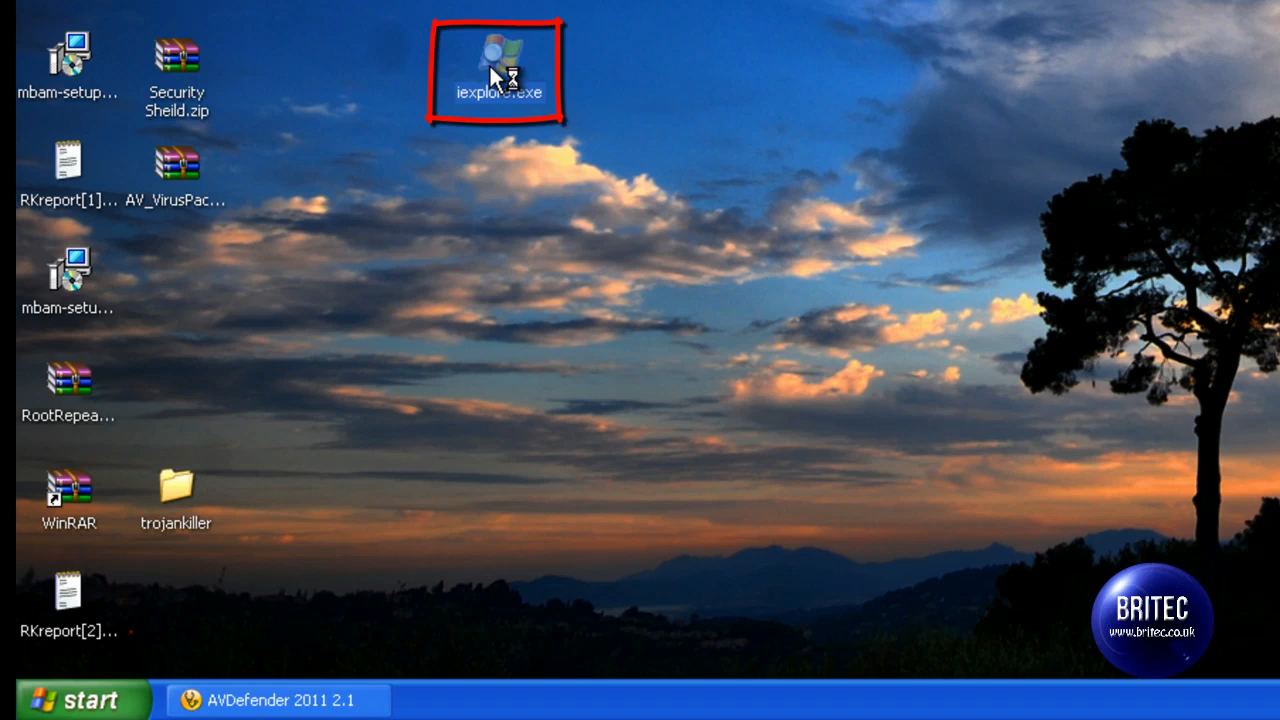 mbam-setup...
Security
Sheild.zip
iexplore.exe
RKreport[1]...
AV_VirusPac...
mbam-setu...
RootRepea...
WinRAR
trojankiller
RKreport[2]...
BRITEC
www.britec.co.uk
start
AVDefender 2011 2.1